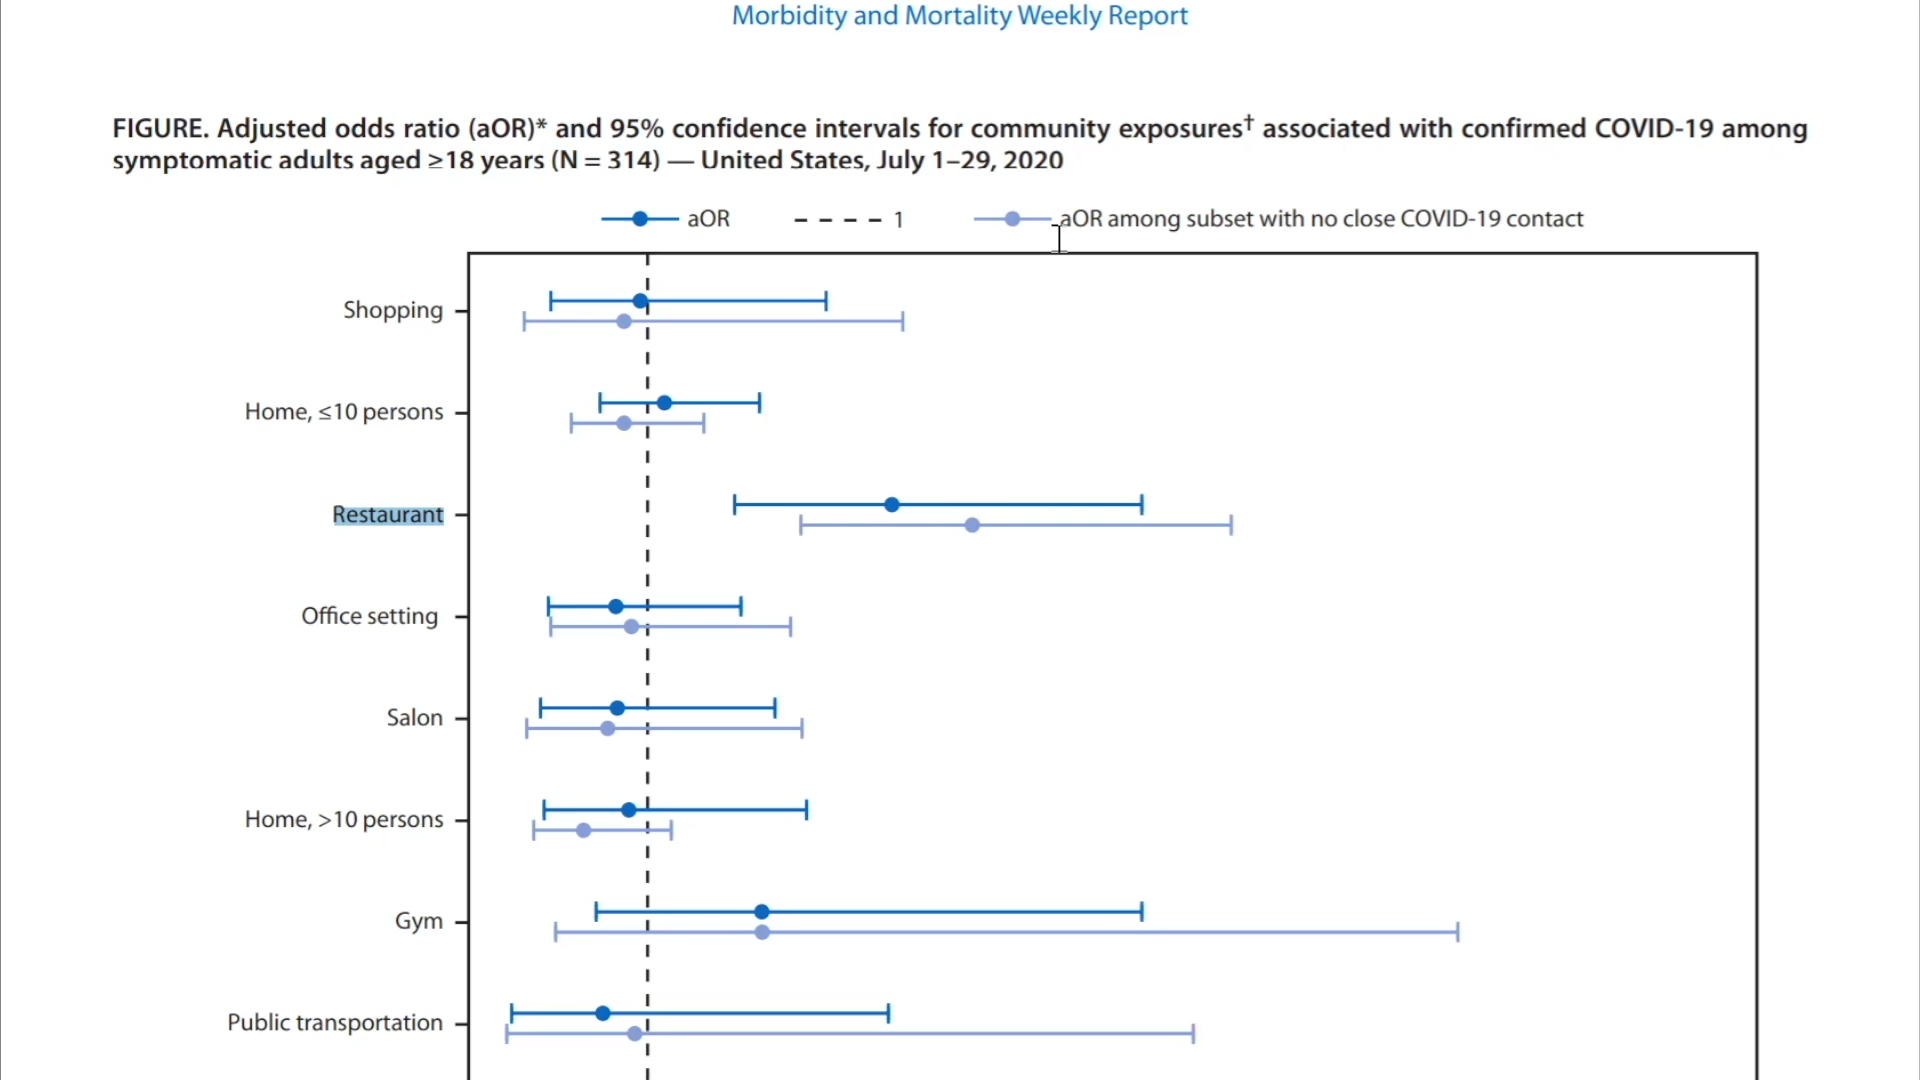 Morbidity and Mortality Weekly Report
FIGURE. Adjusted odds ratio (aOR)* and 95% confidence intervals for community exposures† associated with confirmed COVID-19 among
symptomatic adults aged ≥18 years (N = 314) — United States, July 1–29, 2020
aOR 1 aOR among subset with no close COVID-19 contact
Shopping
Home, ≤10 persons
Restaurant
Office setting
Salon
Home, >10 persons
Gym
Public transportation